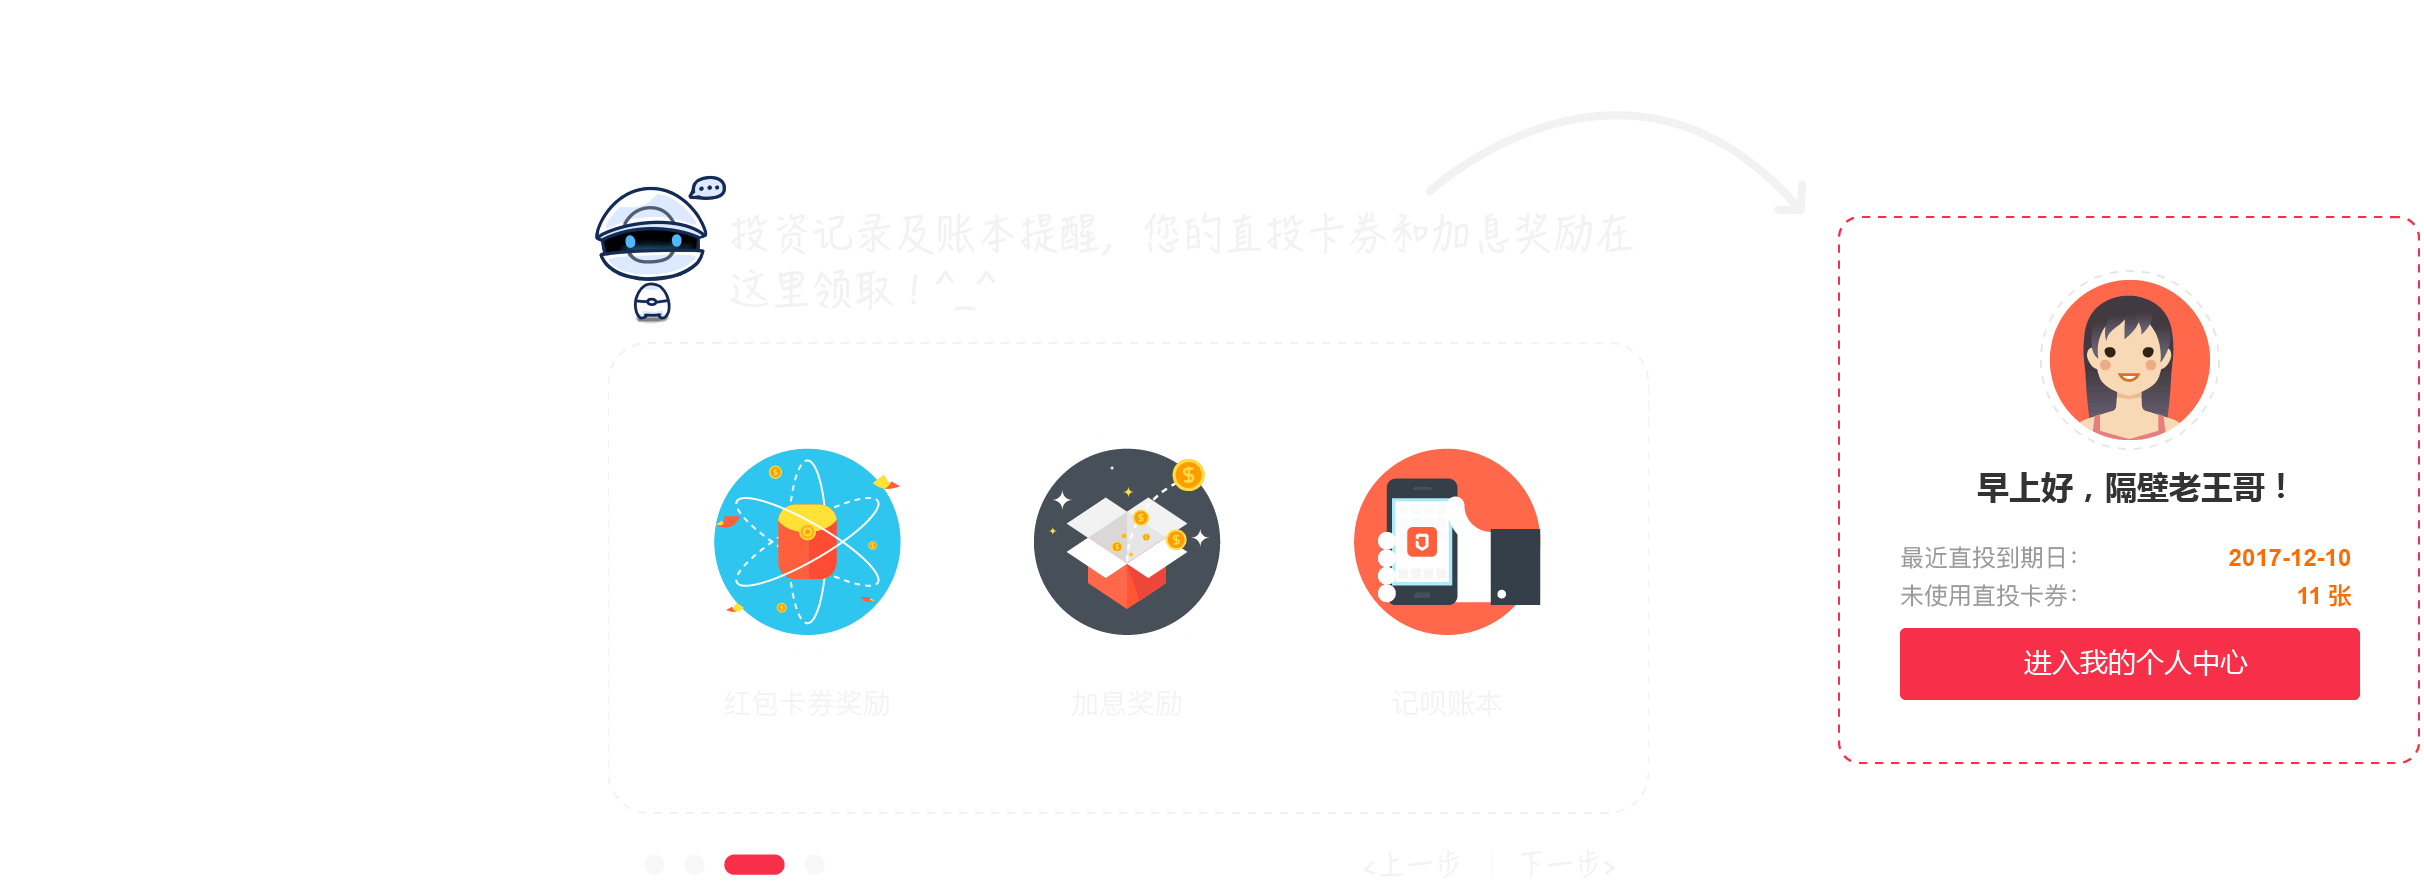 投资记录及账本提醒，您的直投卡券和加息奖励在
这里领取！^_^
红包卡券奖励
加息奖励
记呗账本
<上一步 | 下一步>
早上好，隔壁老王哥！
最近直投到期日： 2017-12-10
未使用直投卡券： 11 张
进入我的个人中心